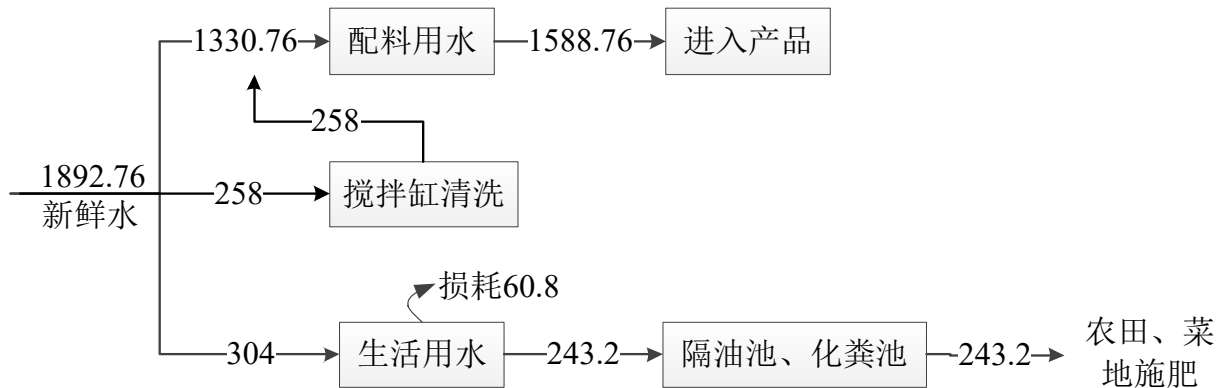 1330.76
配料用水
1588.76
进入产品
258
1892.76
新鲜水
258
搅拌缸清洗
损耗60.8
304
生活用水
243.2
隔油池、化粪池
243.2
农田、菜
地施肥